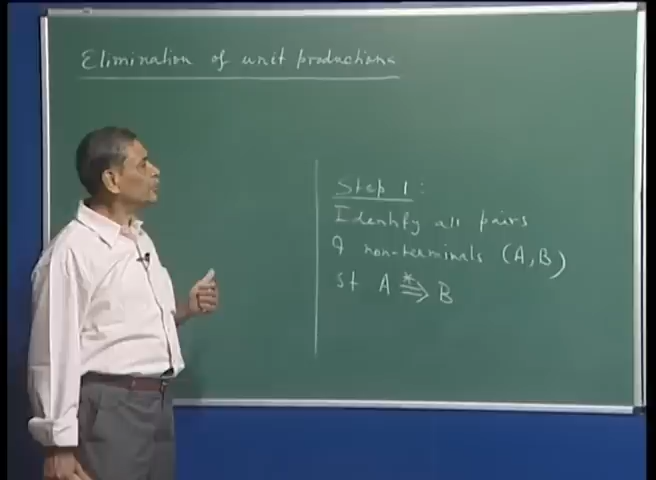 Elimination of unit productions
Step 1:
Identify all pairs
of non-terminals (A, B)
st A *⇒ B